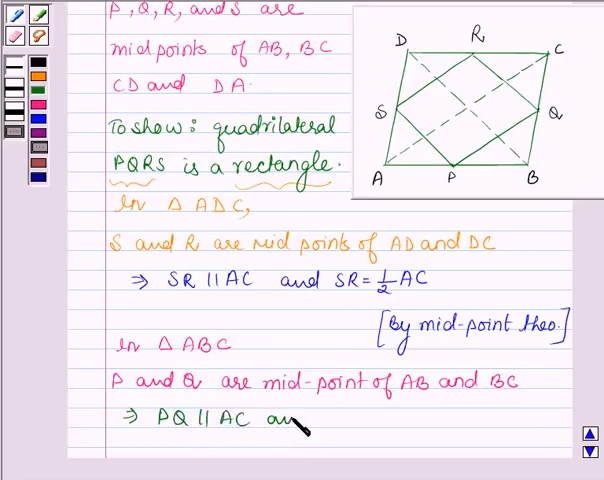 P, Q, R, and S are
midpoints of AB, BC
CD and DA.
To show: quadrilateral
PQRS is a rectangle.
In △ ADC,
S and R are mid points of AD and DC
⇒ SR || AC and SR = 1/2 AC
[By mid-point theo.]
In △ ABC
P and Q are mid-point of AB and BC
⇒ PQ || AC an
D R C
S Q
A P B